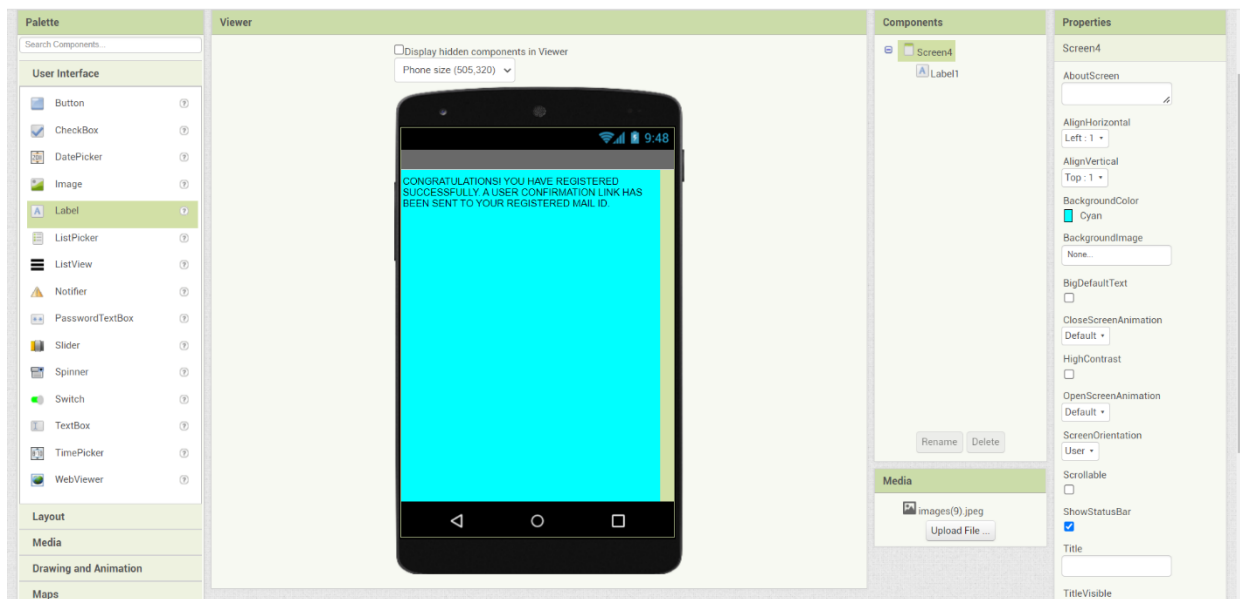 Palette
Search Components...
User Interface
Button
CheckBox
DatePicker
Image
Label
ListPicker
ListView
Notifier
PasswordTextBox
Slider
Spinner
Switch
TextBox
TimePicker
WebViewer
Layout
Media
Drawing and Animation
Maps
Viewer
Display hidden components in Viewer
Phone size (505,320)
9:48
CONGRATULATIONS! YOU HAVE REGISTERED
SUCCESSFULLY. A USER CONFIRMATION LINK HAS
BEEN SENT TO YOUR REGISTERED MAIL ID.
Components
Screen4
Label1
Rename Delete
Media
images(9).jpeg
Upload File ...
Properties
Screen4
AboutScreen
AlignHorizontal
Left : 1
AlignVertical
Top : 1
BackgroundColor
Cyan
BackgroundImage
None...
BigDefaultText
CloseScreenAnimation
Default
HighContrast
OpenScreenAnimation
Default
ScreenOrientation
User
Scrollable
ShowStatusBar
Title
TitleVisible